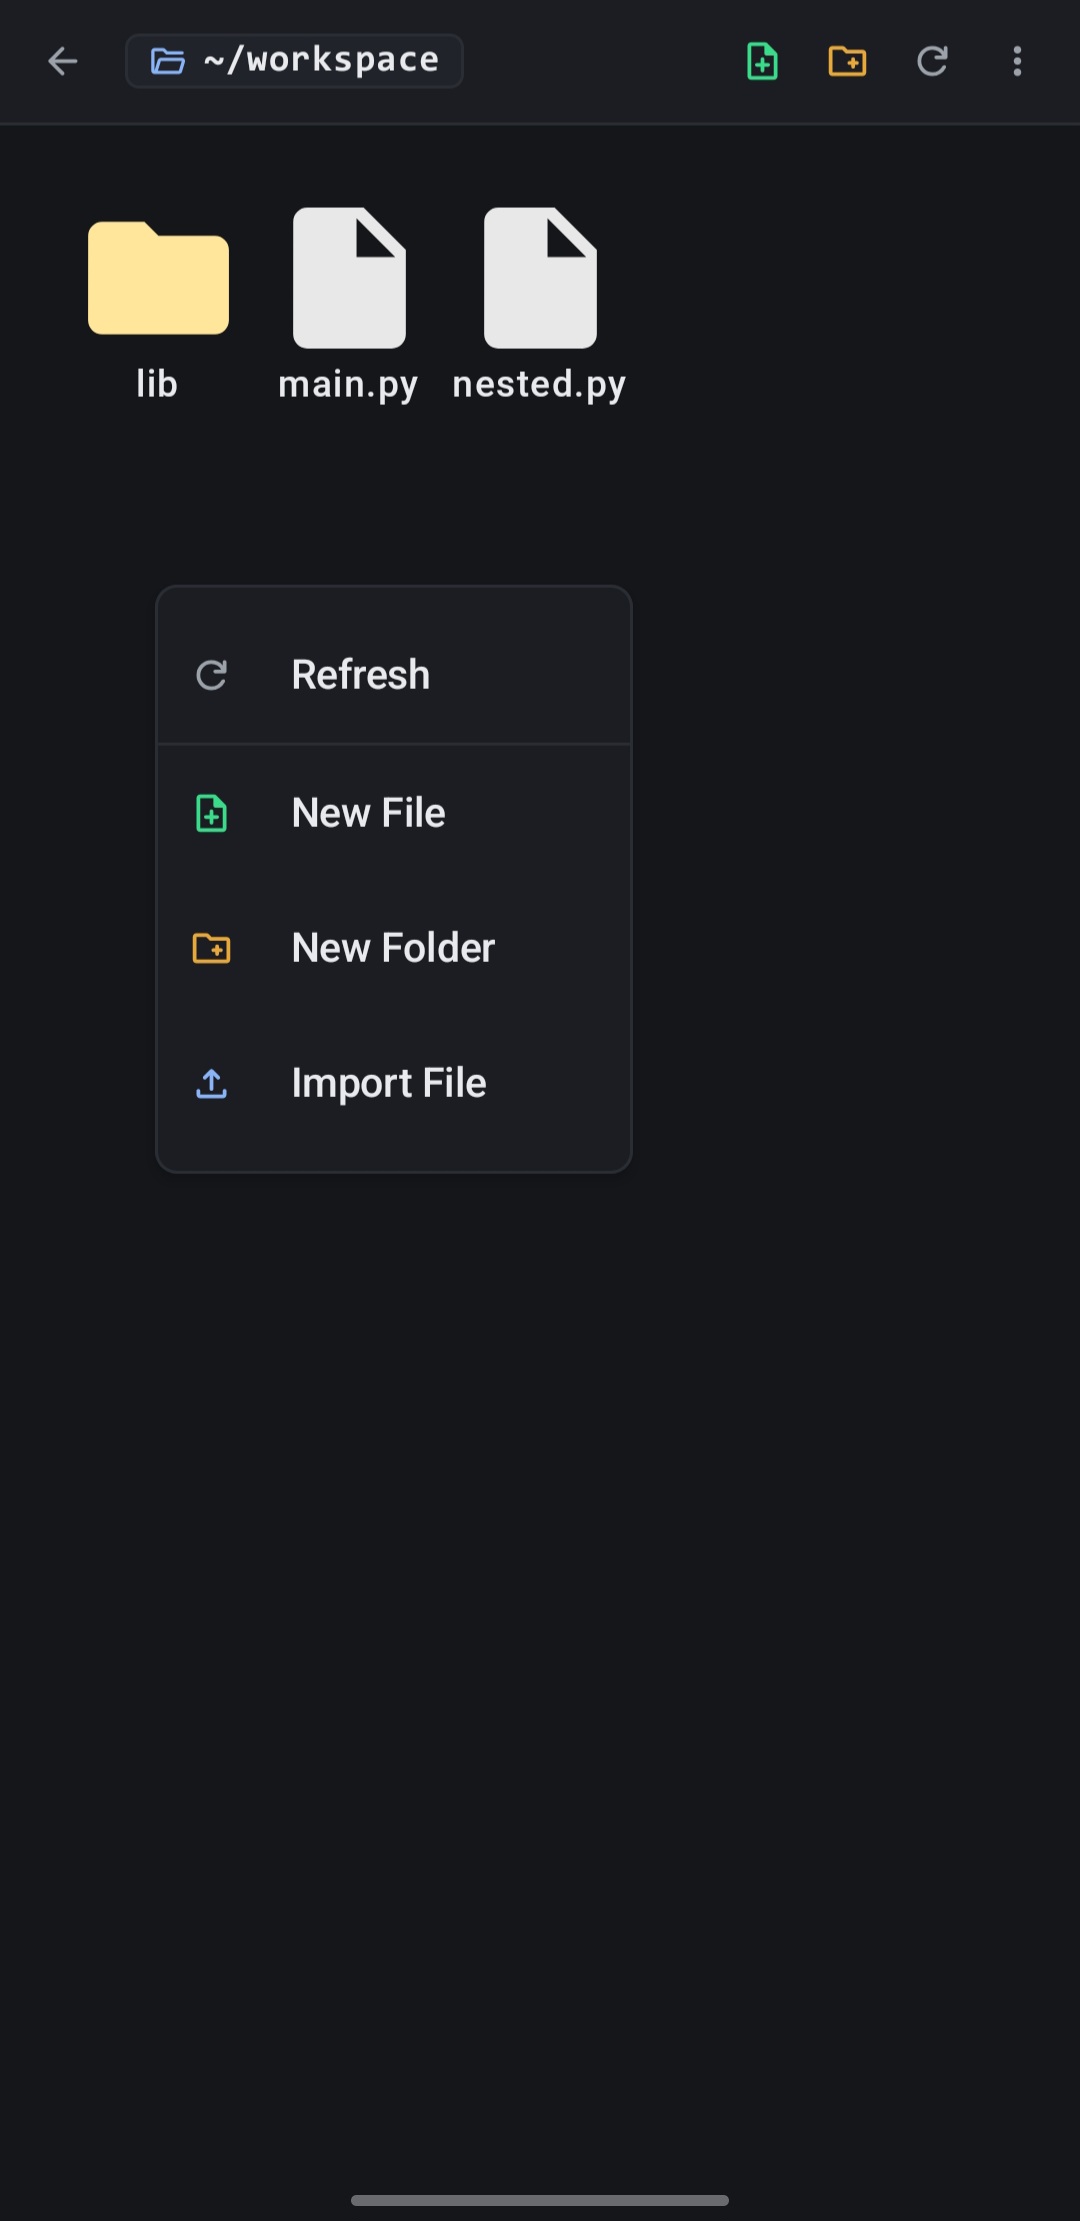 ~/workspace
lib
main.py
nested.py
Refresh
New File
New Folder
Import File